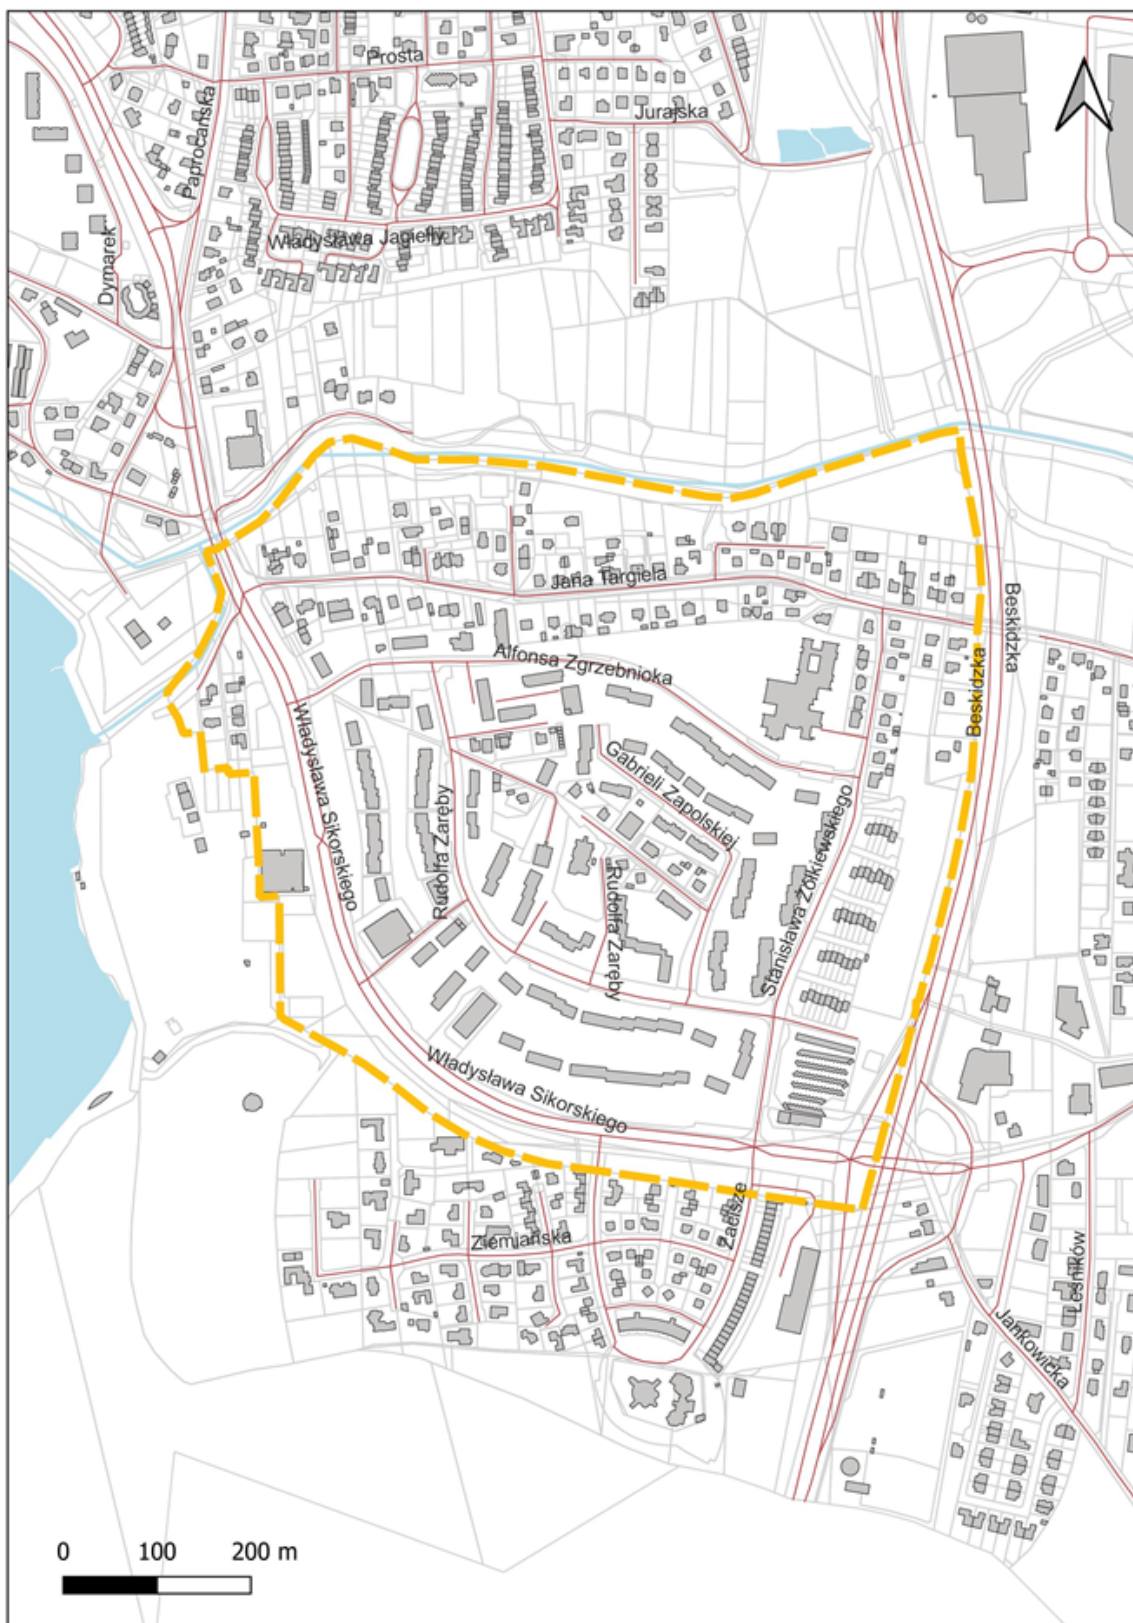 Prosta
Paprocańska
Jurajska
Władysława Jagiełły
Dymarek
Jana Targiela
Beskidzka
Beskidzka
Alfonsa Zgrzebnioka
Władysława Sikorskiego
Gabrieli Zapolskiej
Rudolfa Zaręby
Rudolfa Zaręby
Stanisława Żółkiewskiego
Władysława Sikorskiego
Zacisze
Ziemiańska
Leśników
Jankowicka
0 100 200 m